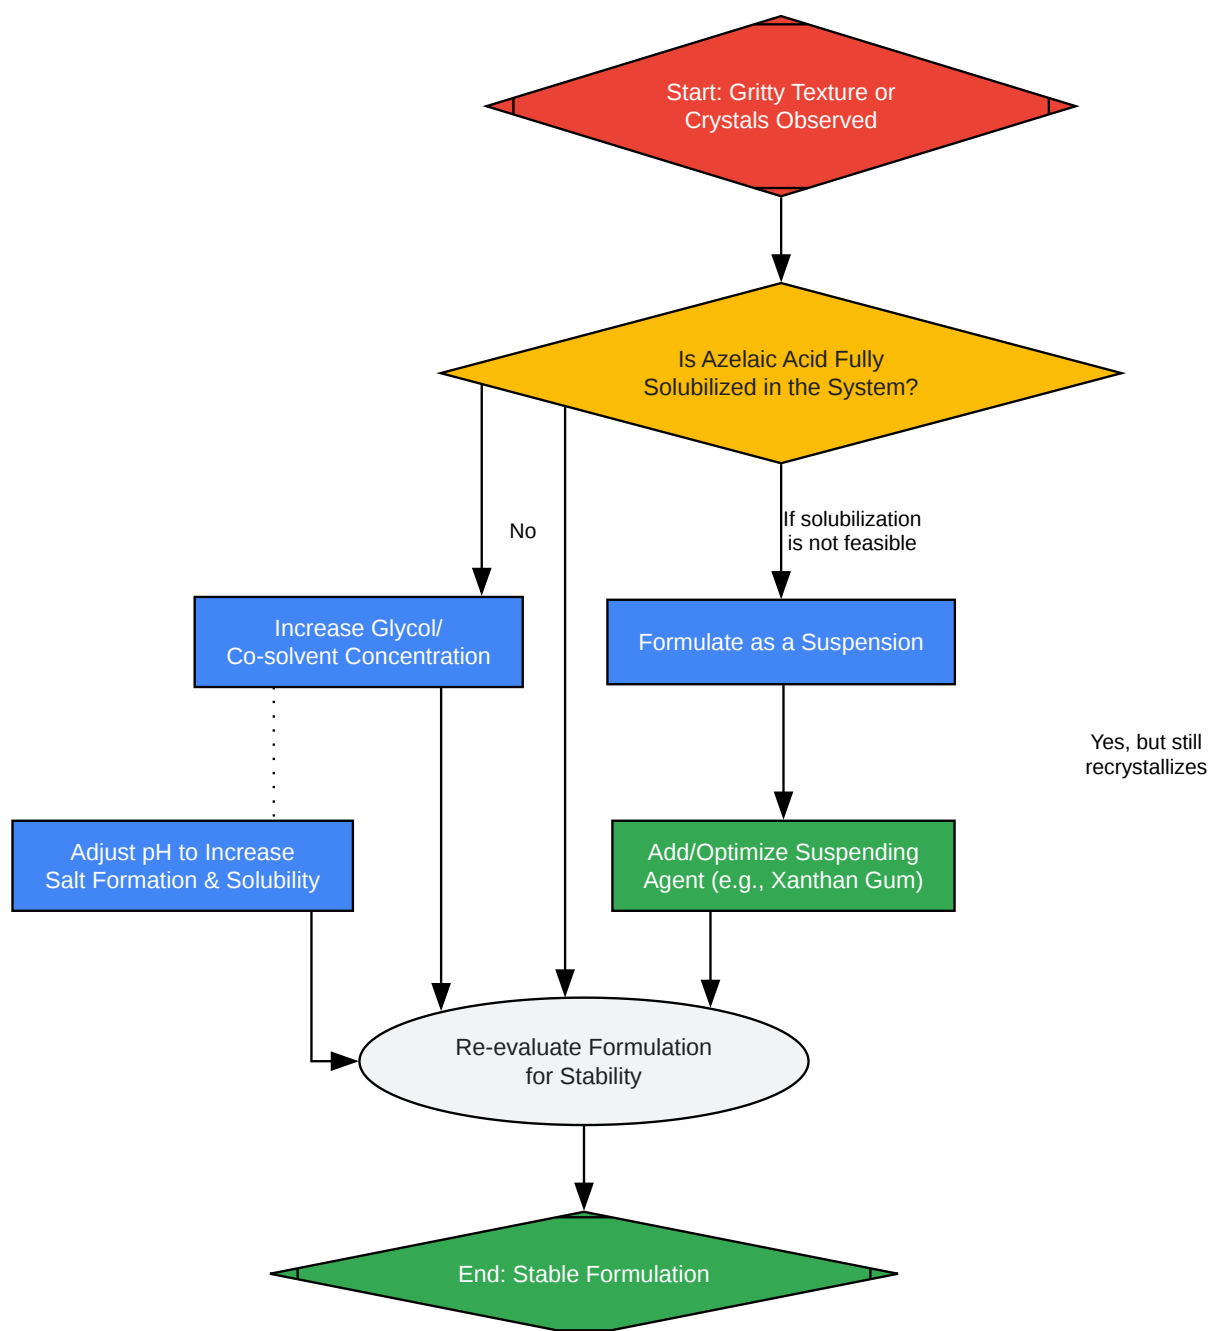 Start: Gritty Texture or
Crystals Observed
Is Azelaic Acid Fully
Solubilized in the System?
No
If solubilization
is not feasible
Increase Glycol/
Co-solvent Concentration
Formulate as a Suspension
Yes, but still
recrystallizes
Adjust pH to Increase
Salt Formation & Solubility
Add/Optimize Suspending
Agent (e.g., Xanthan Gum)
Re-evaluate Formulation
for Stability
End: Stable Formulation